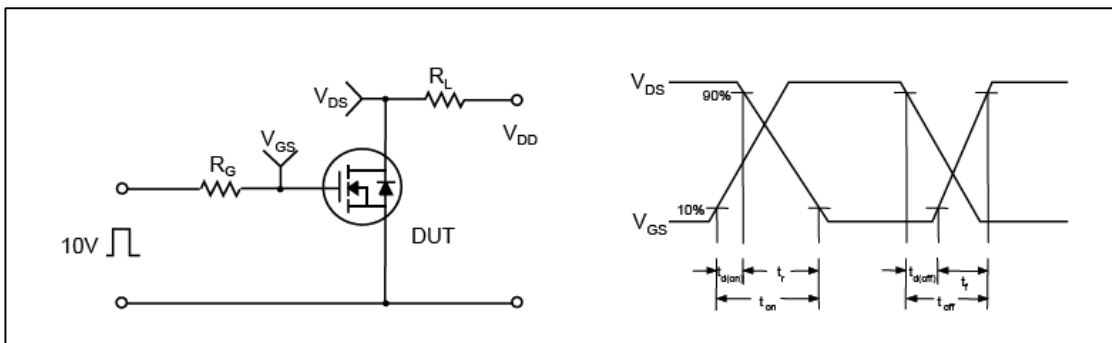 R_L
V_DS
V_DD
V_GS
R_G
10V
DUT
V_DS
90%
10%
V_GS
t_d(on)
t_r
t_d(off)
t_f
t_on
t_off